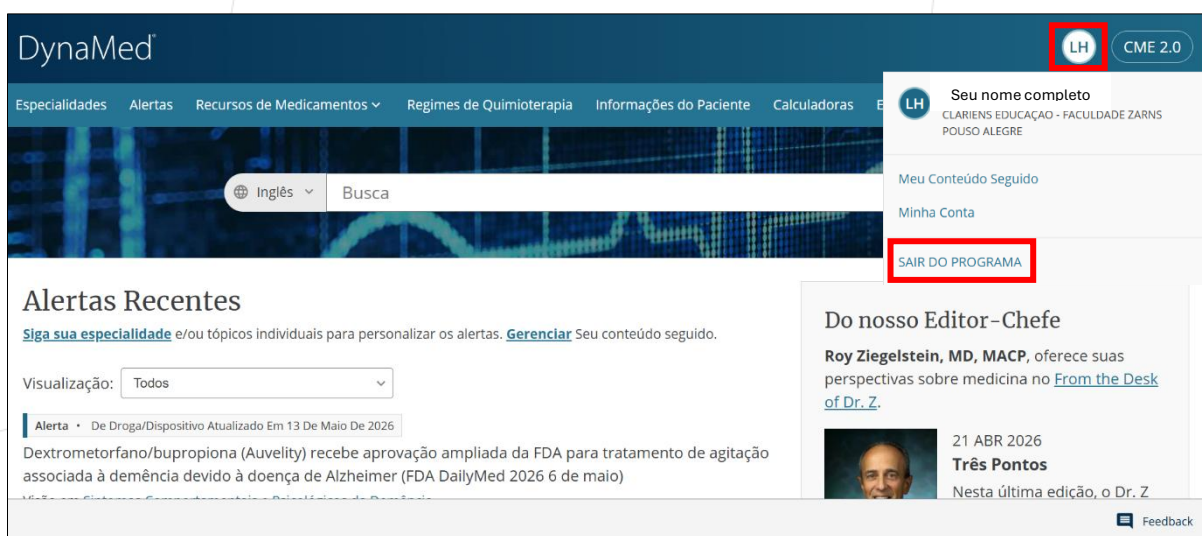 DynaMed
LH
CME 2.0
Especialidades Alertas Recursos de Medicamentos Regimes de Quimioterapia Informações do Paciente Calculadoras E
LH
Seu nome completo
CLARIENS EDUCAÇAO - FACULDADE ZARNS
POUSO ALEGRE
Meu Conteúdo Seguido
Minha Conta
SAIR DO PROGRAMA
Inglês Busca
Alertas Recentes
Siga sua especialidade e/ou tópicos individuais para personalizar os alertas. Gerenciar Seu conteúdo seguido.
Visualização: Todos
Alerta • De Droga/Dispositivo Atualizado Em 13 De Maio De 2026
Dextrometorfano/bupropiona (Auvelity) recebe aprovação ampliada da FDA para tratamento de agitação
associada à demência devido à doença de Alzheimer (FDA DailyMed 2026 6 de maio)
Do nosso Editor-Chefe
Roy Ziegelstein, MD, MACP, oferece suas
perspectivas sobre medicina no From the Desk
of Dr. Z.
21 ABR 2026
Três Pontos
Nesta última edição, o Dr. Z
Feedback